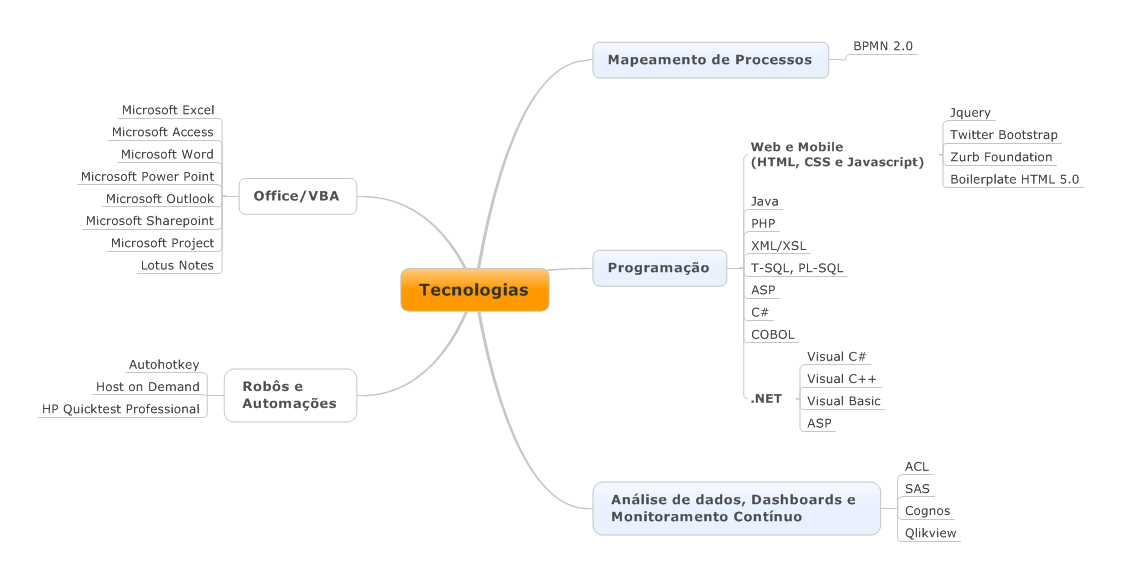 Tecnologias
Mapeamento de Processos
BPMN 2.0
Programação
Web e Mobile
(HTML, CSS e Javascript)
Jquery
Twitter Bootstrap
Zurb Foundation
Boilerplate HTML 5.0
Java
PHP
XML/XSL
T-SQL, PL-SQL
ASP
C#
COBOL
.NET
Visual C#
Visual C++
Visual Basic
ASP
Análise de dados, Dashboards e
Monitoramento Contínuo
ACL
SAS
Cognos
Qlikview
Office/VBA
Microsoft Excel
Microsoft Access
Microsoft Word
Microsoft Power Point
Microsoft Outlook
Microsoft Sharepoint
Microsoft Project
Lotus Notes
Robôs e
Automações
Autohotkey
Host on Demand
HP Quicktest Professional